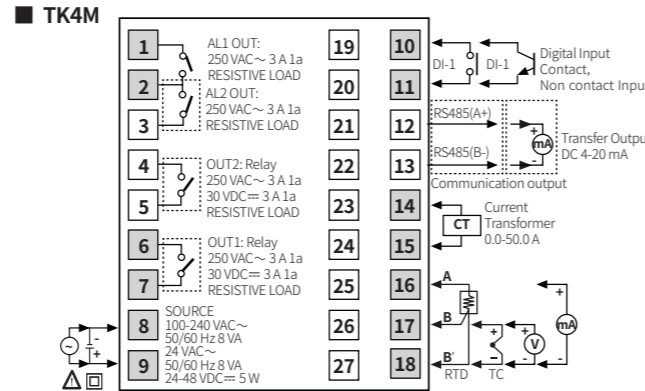 ■ TK4M
1
2
3
4
5
6
7
8
9
AL1 OUT:
250 VAC～ 3 A 1a
RESISTIVE LOAD
AL2 OUT:
250 VAC～ 3 A 1a
RESISTIVE LOAD
OUT2: Relay
250 VAC～ 3 A 1a
30 VDC⎓ 3 A 1a
RESISTIVE LOAD
OUT1: Relay
250 VAC～ 3 A 1a
30 VDC⎓ 3 A 1a
RESISTIVE LOAD
SOURCE
100-240 VAC～
50/60 Hz 8 VA
24 VAC～
50/60 Hz 8 VA
24-48 VDC⎓ 5 W
~
-
+
19
20
21
22
23
24
25
26
27
10
11
12
13
14
15
16
17
18
DI-1
DI-1
Digital Input
Contact,
Non contact Inpu
RS485(A+)
RS485(B-)
+
mA
-
Transfer Outpu
DC 4-20 mA
Communication output
CT
Current
Transformer
0.0-50.0 A
A
B
B'
RTD
+
-
TC
+
V
-
+
mA
-